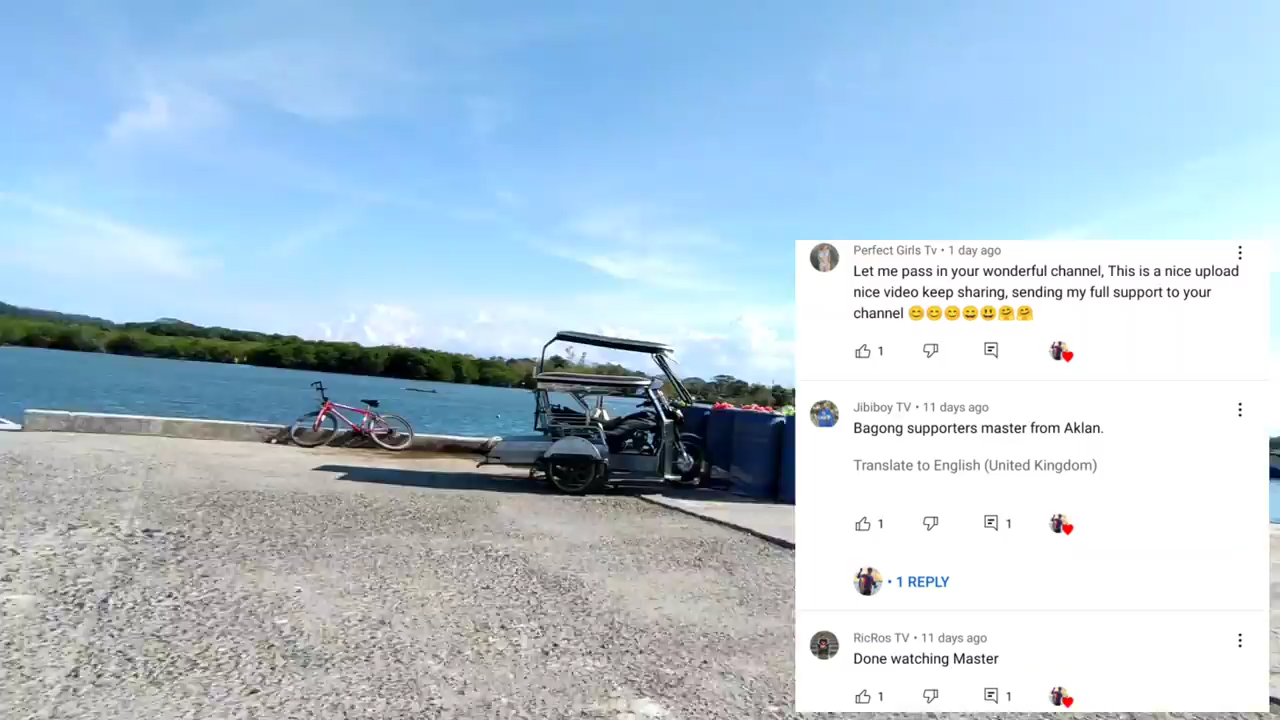 Perfect Girls Tv • 1 day ago
Let me pass in your wonderful channel, This is a nice upload
nice video keep sharing, sending my full support to your
channel 😊😊😊😄😃🤗🤗
1
Jibiboy TV • 11 days ago
Bagong supporters master from Aklan.
Translate to English (United Kingdom)
1 1
• 1 REPLY
RicRos TV • 11 days ago
Done watching Master
1 1